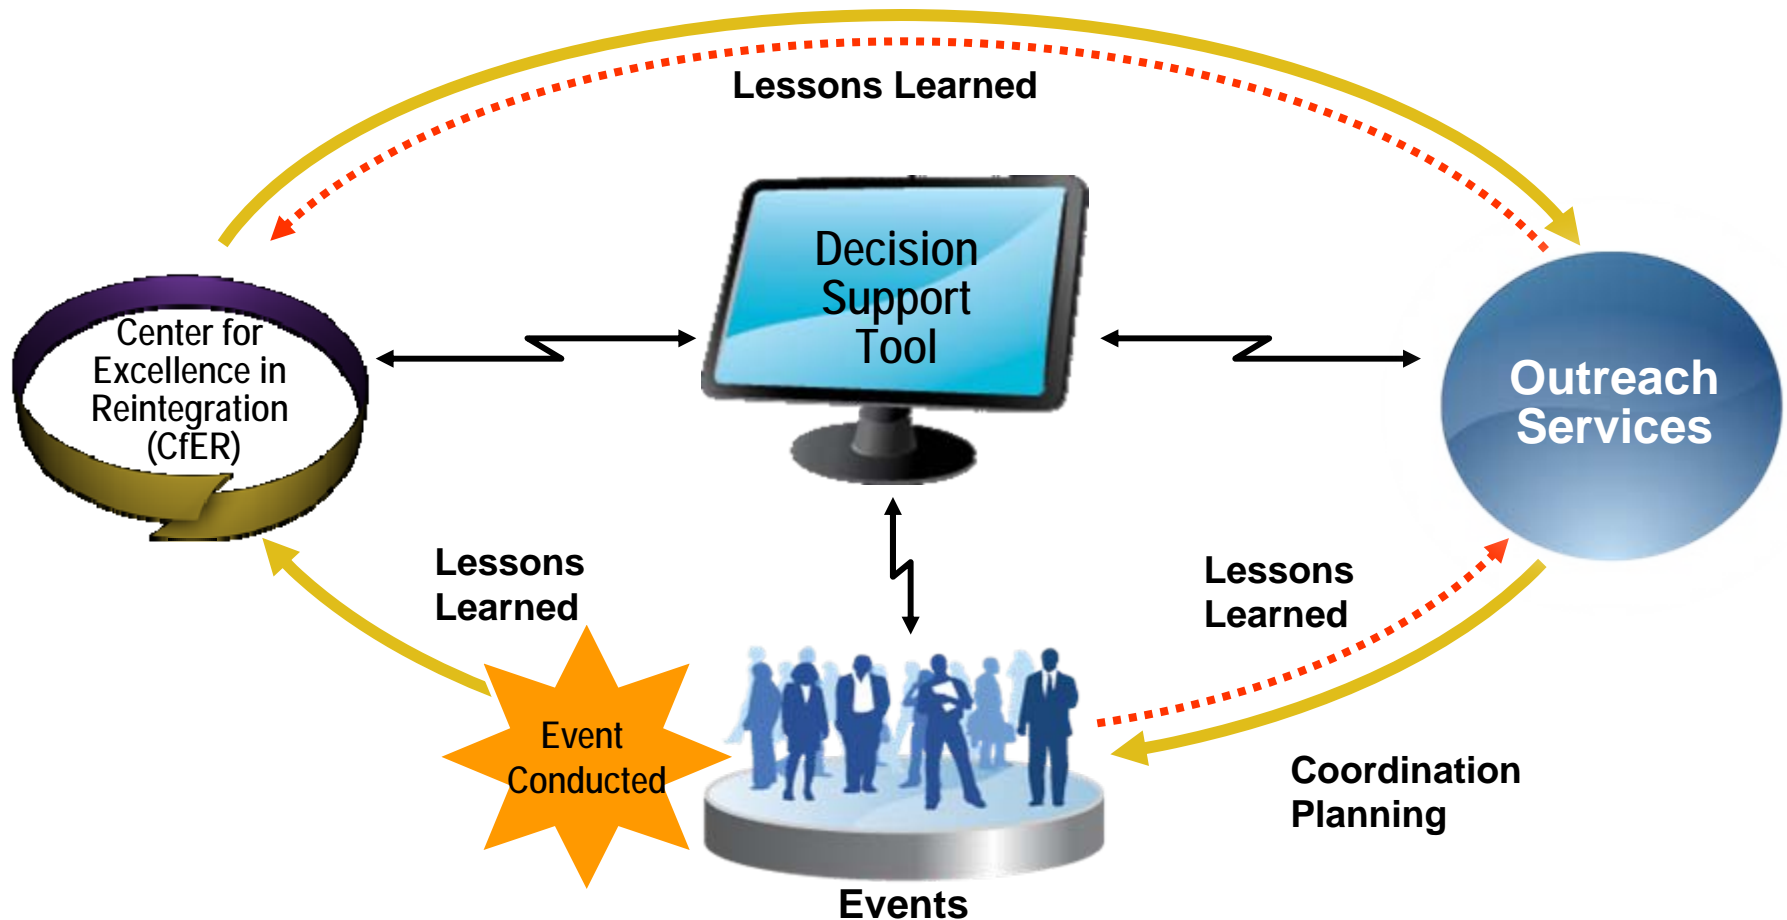 Lessons Learned
Decision
Support
Tool
Center for
Excellence in
Reintegration
(CfER)
Outreach
Services
Lessons
Learned
Lessons
Learned
Event
Conducted
Coordination
Planning
Events